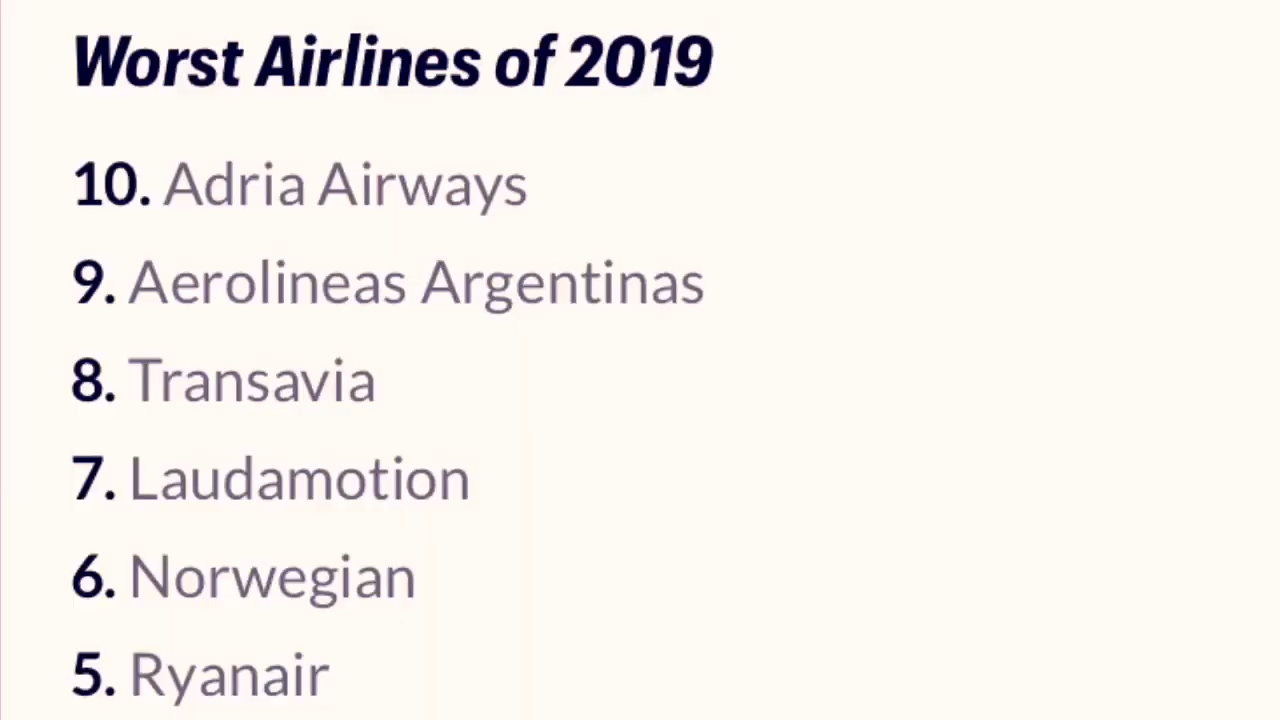 Worst Airlines of 2019
10. Adria Airways
9. Aerolineas Argentinas
8. Transavia
7. Laudamotion
6. Norwegian
5. Ryanair